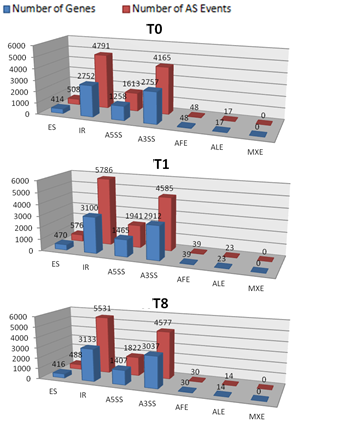 Number of Genes Number of AS Events
T0
6000
5000
4000
3000
2000
1000
0
414 508 2752 4791 1258 1613 2757 4165 48 48 17 17 0 0
ES IR A5SS A3SS AFE ALE MXE
T1
6000
5000
4000
3000
2000
1000
0
470 576 3100 5786 1465 1941 2912 4585 39 39 23 23 0 0
ES IR A5SS A3SS AFE ALE MXE
T8
6000
5000
4000
3000
2000
1000
0
416 488 3133 5531 1407 1822 3037 4577 30 30 14 14 0 0
ES IR A5SS A3SS AFE ALE MXE